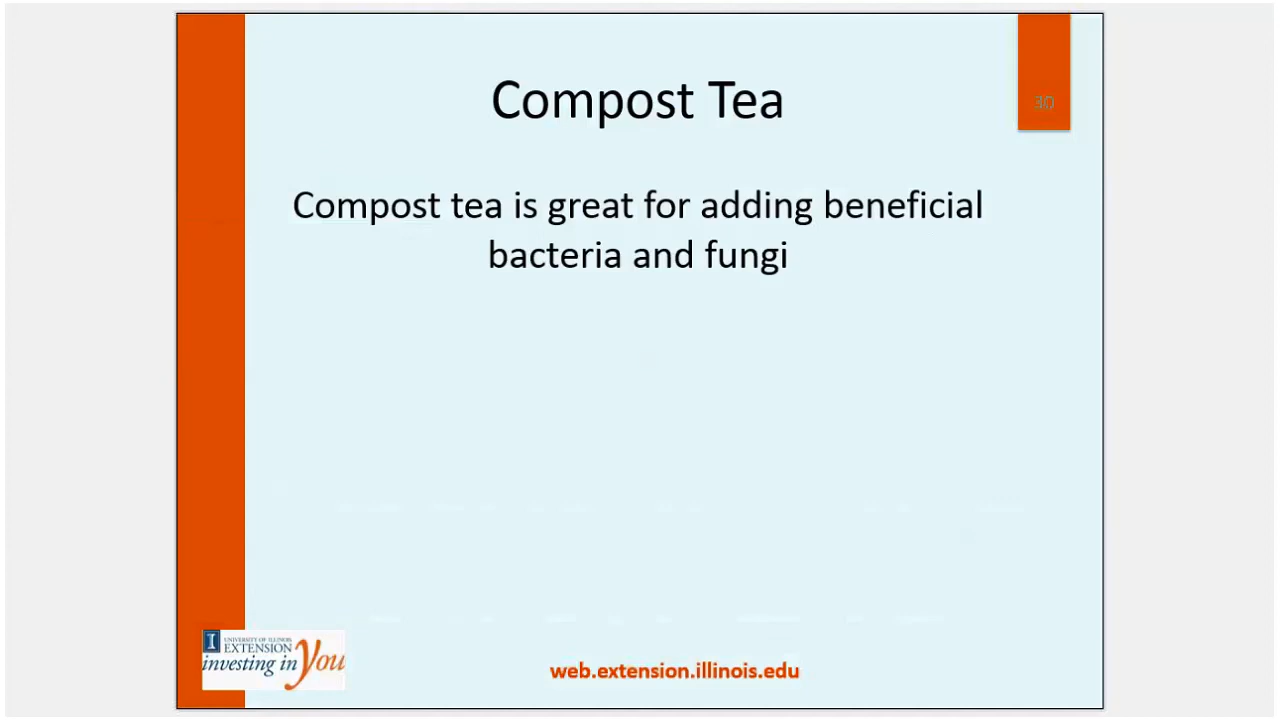 Compost Tea
30
Compost tea is great for adding beneficial
bacteria and fungi
I
UNIVERSITY OF ILLINOIS
EXTENSION
investing in you
web.extension.illinois.edu